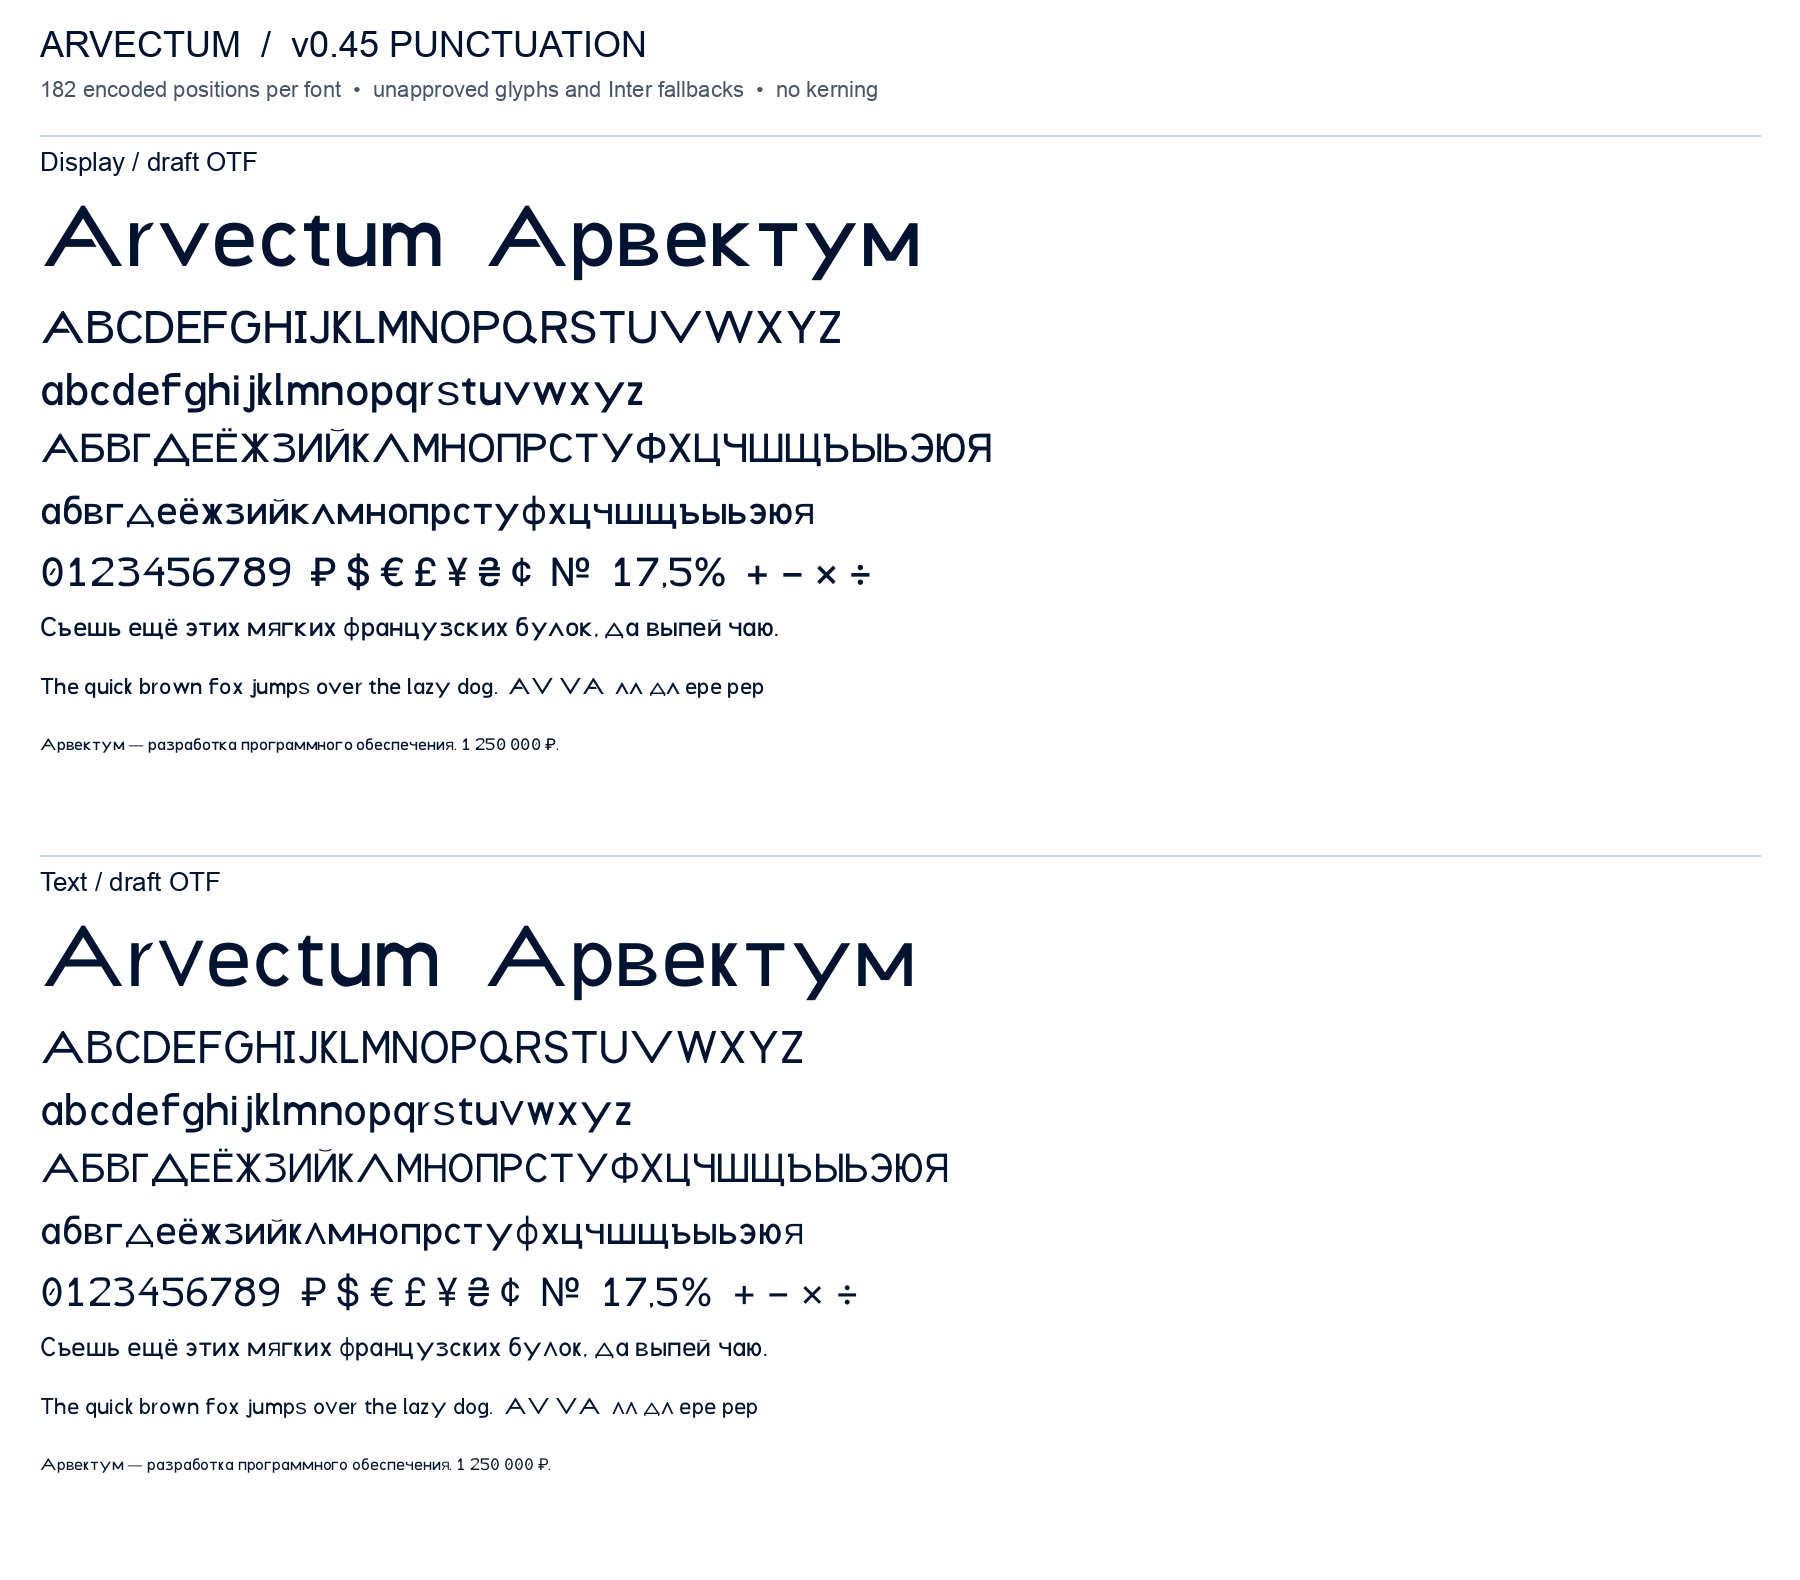 ARVECTUM / v0.45 PUNCTUATION
182 encoded positions per font • unapproved glyphs and Inter fallbacks • no kerning
Display / draft OTF
Arvectum Арвектум
ABCDEFGHIJKLMNOPQRSTUVWXYZ
abcdefghijklmnopqrstuvwxyz
АБВГДЕЁЖЗИЙКЛМНОПРСТУФХЦЧШЩЪЫЬЭЮЯ
абвгдеёжзийклмнопрстуфхцчшщъыьэюя
0123456789 ₽ $ € £ ¥ ₴ ¢ № 17,5% + − × ÷
Съешь ещё этих мягких французских булок, да выпей чаю.
The quick brown fox jumps over the lazy dog. AV VA лл дл ере рер
Арвектум — разработка программного обеспечения. 1 250 000 ₽.
Text / draft OTF
Arvectum Арвектум
ABCDEFGHIJKLMNOPQRSTUVWXYZ
abcdefghijklmnopqrstuvwxyz
АБВГДЕЁЖЗИЙКЛМНОПРСТУФХЦЧШЩЪЫЬЭЮЯ
абвгдеёжзийклмнопрстуфхцчшщъыьэюя
0123456789 ₽ $ € £ ¥ ₴ ¢ № 17,5% + − × ÷
Съешь ещё этих мягких французских булок, да выпей чаю.
The quick brown fox jumps over the lazy dog. AV VA лл дл ере рер
Арвектум — разработка программного обеспечения. 1 250 000 ₽.